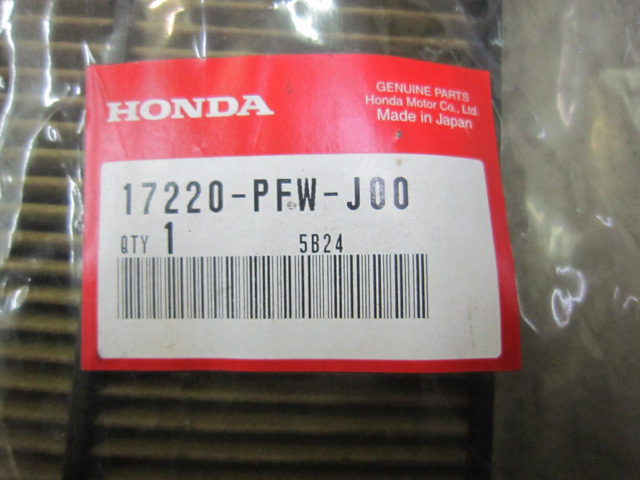 HONDA
GENUINE PARTS
Honda Motor Co., Ltd.
Made in Japan
17220-PFW-J00
QTY 1 5B24